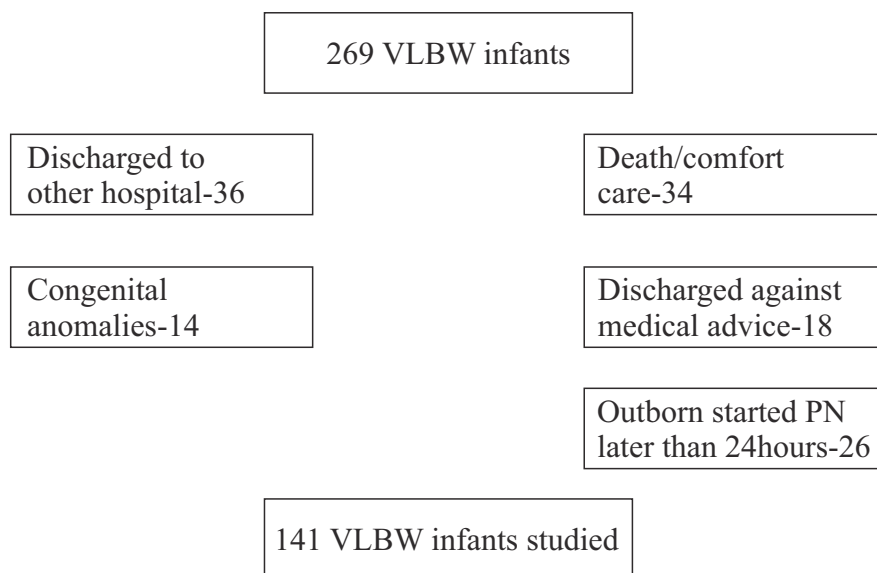 269 VLBW infants
Discharged to
other hospital-36
Death/comfort
care-34
Congenital
anomalies-14
Discharged against
medical advice-18
Outborn started PN
later than 24hours-26
141 VLBW infants studied